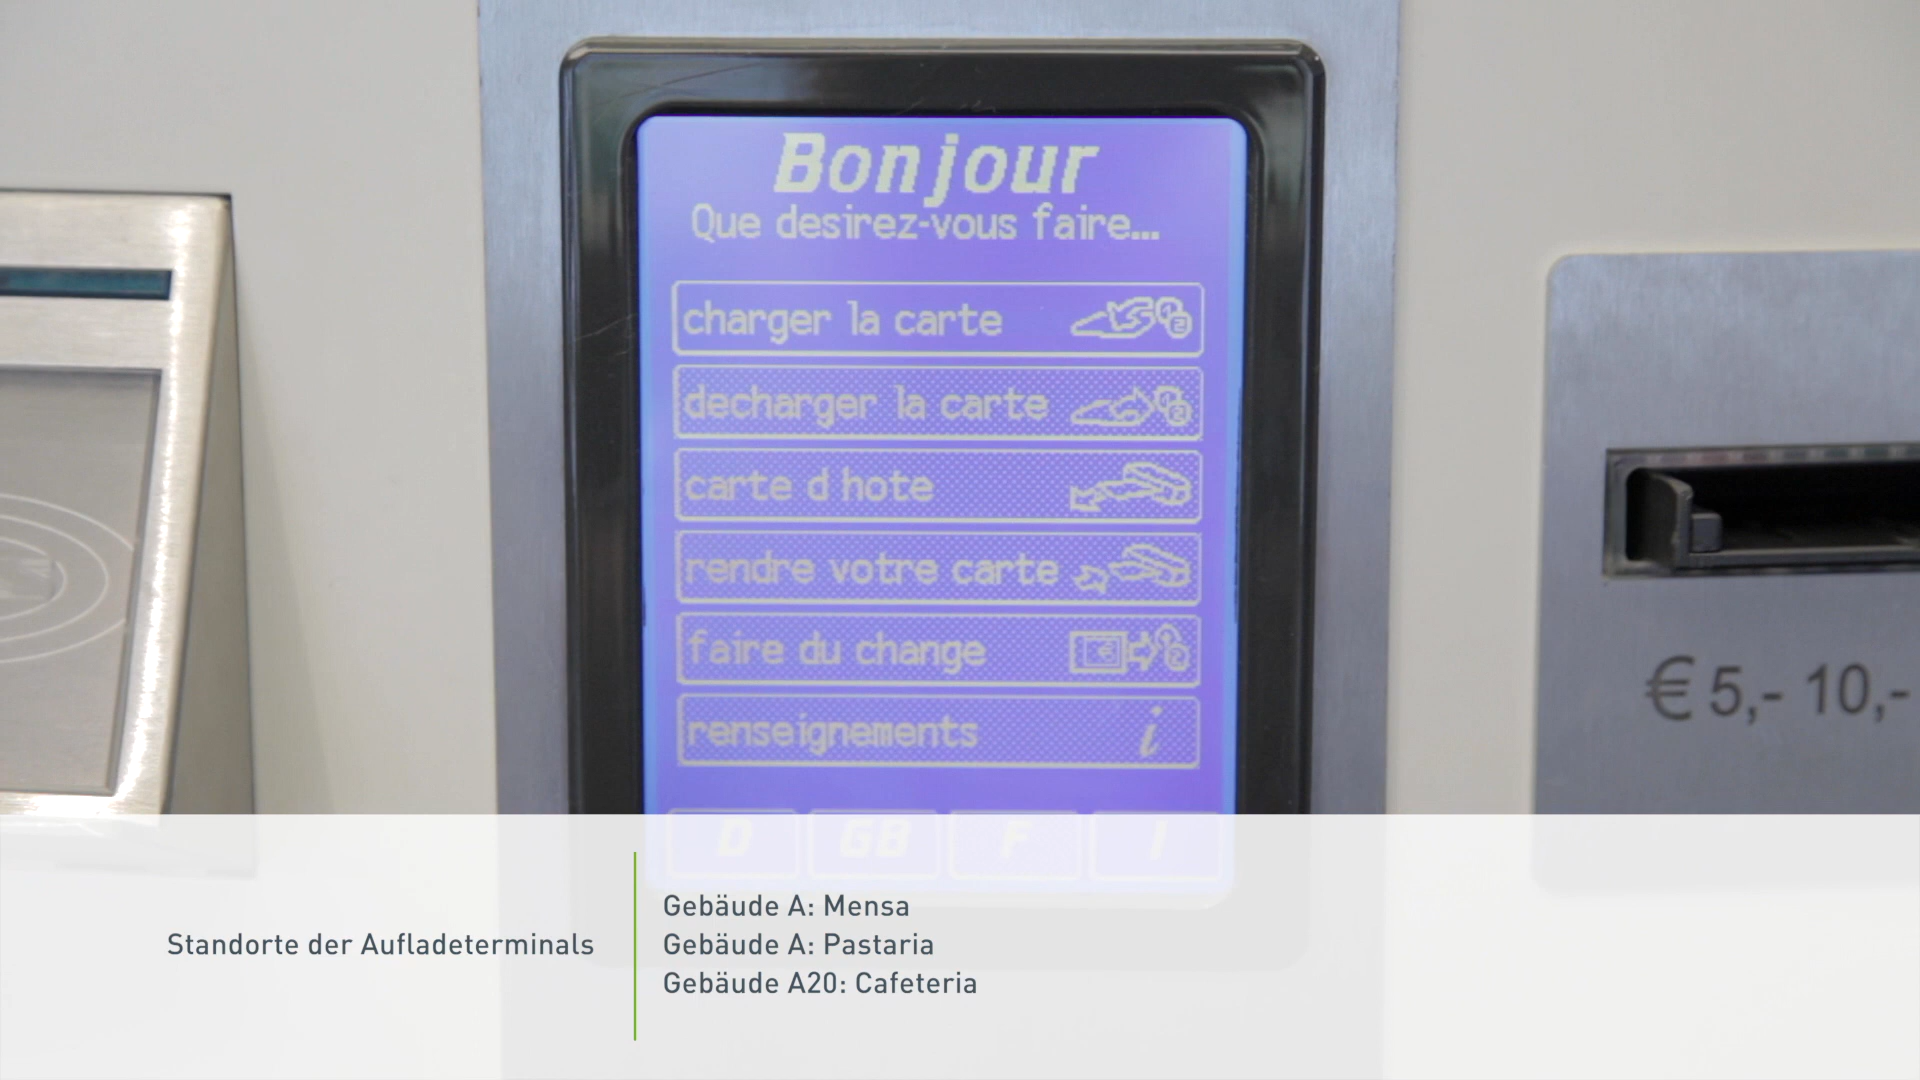 Bonjour
Que desirez-vous faire...
charger la carte
decharger la carte
carte d hote
rendre votre carte
faire du change
renseignements i
D GB F I
€ 5,- 10,-
Standorte der Aufladeterminals
Gebäude A: Mensa
Gebäude A: Pastaria
Gebäude A20: Cafeteria